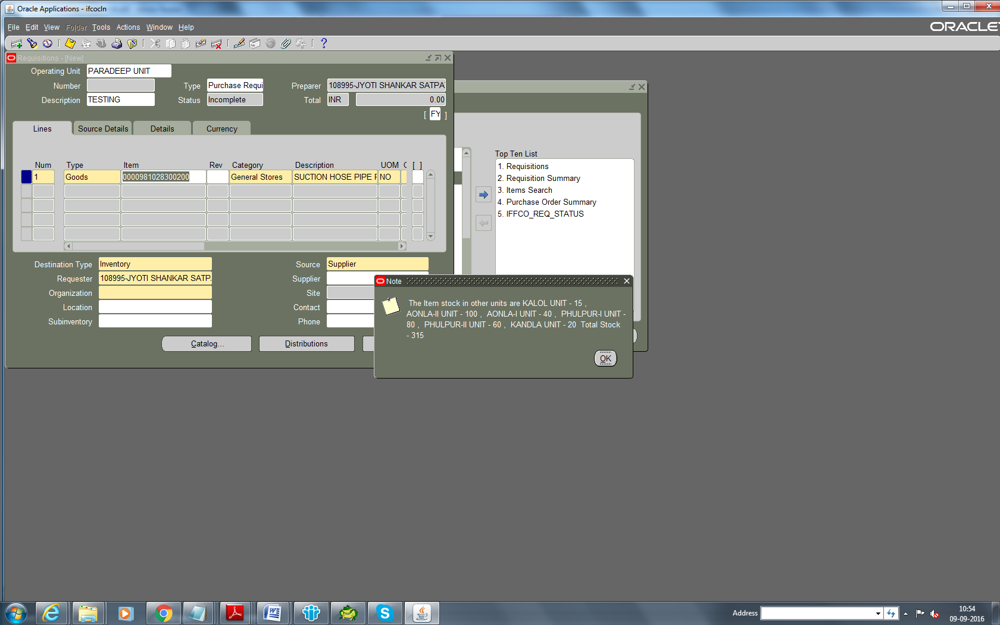 Oracle Applications - ifcocln
File Edit View Folder Tools Actions Window Help
ORACLE
Requisitions - [New]
Operating Unit PARADEEP UNIT
Number Type Purchase Requi Preparer 108995-JYOTI SHANKAR SATPA
Description TESTING Status Incomplete Total INR 0.00
[ FY ]
Lines Source Details Details Currency
Num Type Item Rev Category Description UOM [ ]
1 Goods 0000981028300200 General Stores SUCTION HOSE PIPE NO
Destination Type Inventory Source Supplier
Requester 108995-JYOTI SHANKAR SATP Supplier
Organization Site
Location Contact
Subinventory Phone
Catalog... Distributions
Top Ten List
1. Requisitions
2. Requisition Summary
3. Items Search
4. Purchase Order Summary
5. IFFCO_REQ_STATUS
Note
The Item stock in other units are KALOL UNIT - 15 ,
AONLA-II UNIT - 100 , AONLA-I UNIT - 40 , PHULPUR-I UNIT -
80 , PHULPUR-II UNIT - 60 , KANDLA UNIT - 20 Total Stock
- 315
OK
Address
10:54
09-09-2016